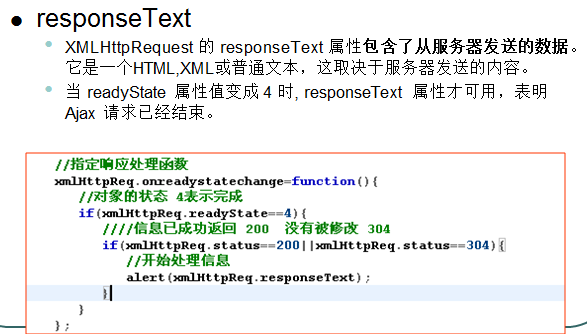 responseText
XMLHttpRequest 的 responseText 属性包含了从服务器发送的数据。
它是一个HTML,XML或普通文本，这取决于服务器发送的内容。
当 readyState 属性值变成 4 时, responseText 属性才可用，表明
Ajax 请求已经结束。
//指定响应处理函数
xmlHttpReq.onreadystatechange=function(){
//对象的状态 4表示完成
if(xmlHttpReq.readyState==4){
////信息已成功返回 200 没有被修改 304
if(xmlHttpReq.status==200||xmlHttpReq.status==304){
//开始处理信息
alert(xmlHttpReq.responseText);
}
}
};